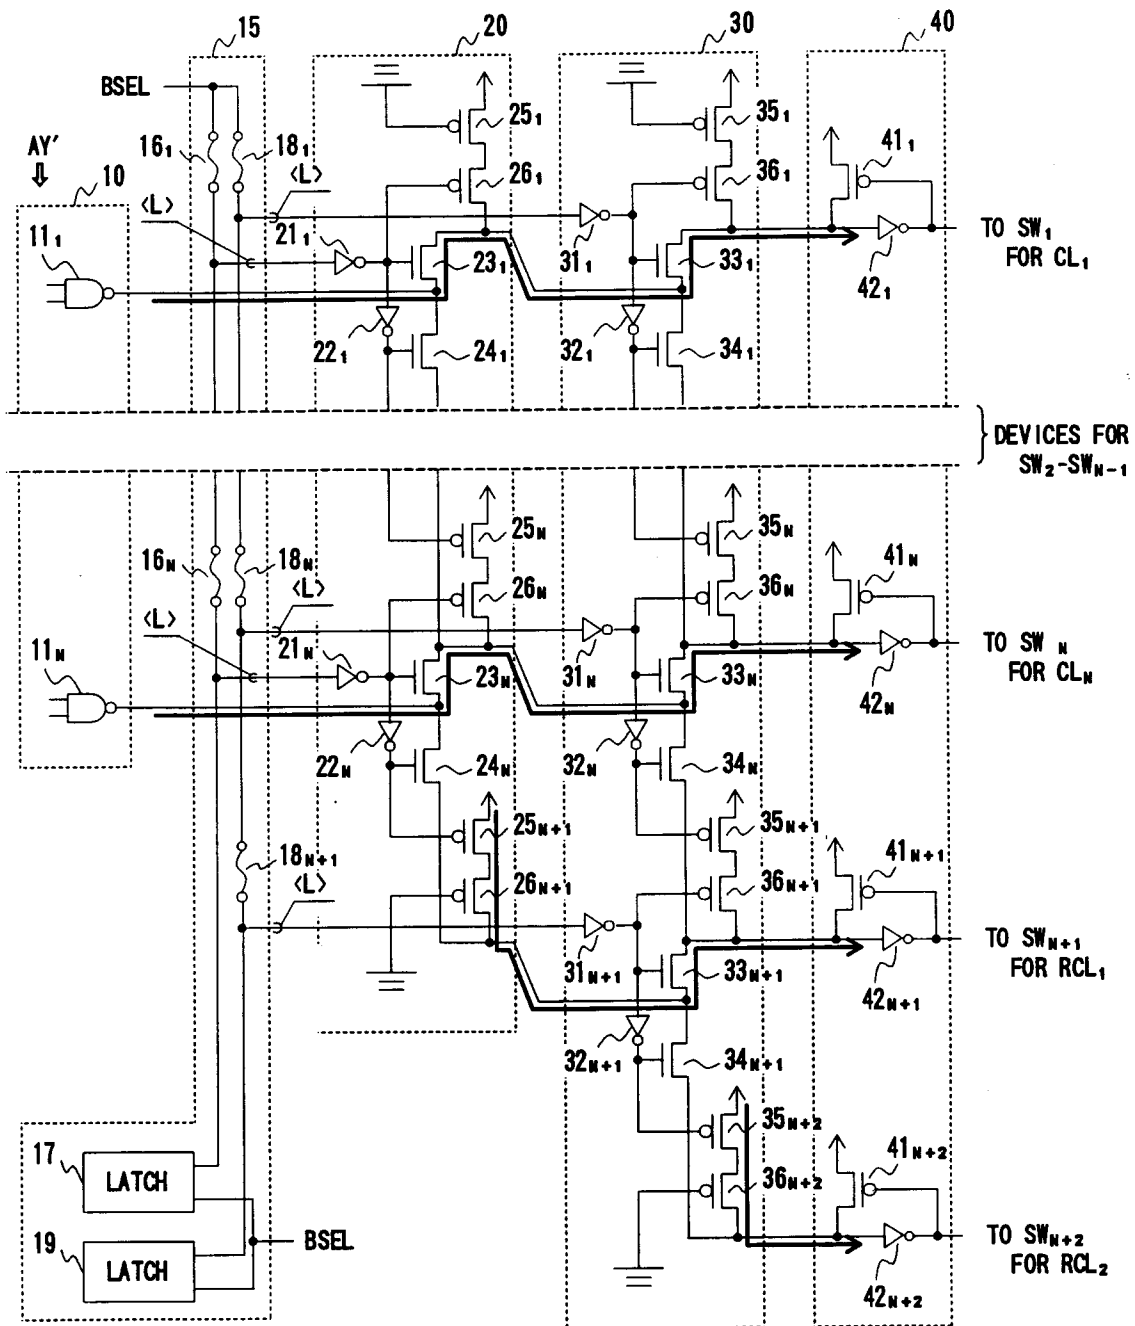 15
20
30
40
BSEL
AY'
10
16₁
18₁
25₁
26₁
35₁
36₁
41₁
<L>
<L>
11₁
21₁
23₁
31₁
33₁
42₁
TO SW₁
FOR CL₁
22₁
24₁
32₁
34₁
DEVICES FOR
SW₂-SWN-1
16N
18N
25N
26N
35N
36N
41N
<L>
<L>
11N
21N
23N
31N
33N
42N
TO SW N
FOR CLN
22N
24N
32N
34N
25N+1
26N+1
35N+1
36N+1
41N+1
18N+1
<L>
31N+1
33N+1
42N+1
TO SWN+1
FOR RCL₁
32N+1
34N+1
35N+2
36N+2
41N+2
42N+2
TO SWN+2
FOR RCL₂
17
LATCH
19
LATCH
BSEL